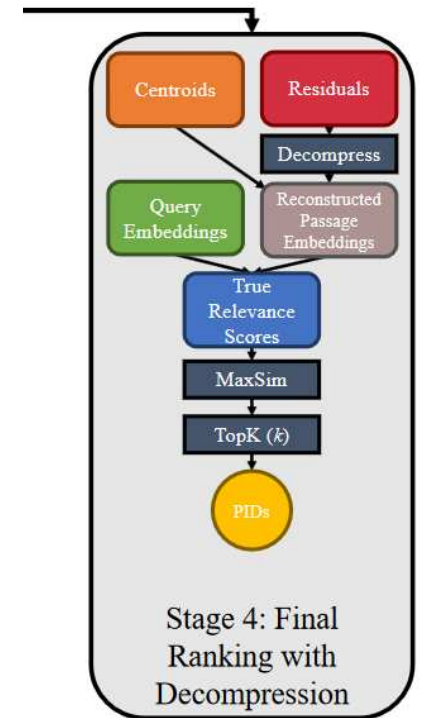 Centroids
Residuals
Decompress
Query
Embeddings
Reconstructed
Passage
Embeddings
True
Relevance
Scores
MaxSim
TopK (k)
PIDs
Stage 4: Final
Ranking with
Decompression